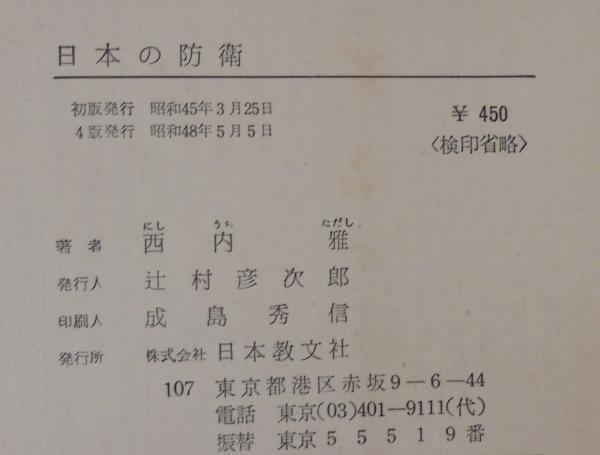 日本の防衛
初版発行 昭和45年3月25日
4版発行 昭和48年5月5日
¥ 450
〈検印省略〉
にし うち ただし
著者 西内雅
発行人 辻村彦次郎
印刷人 成島秀信
発行所 株式会社 日本教文社
107 東京都港区赤坂9－6－44
電話 東京(03)401－9111(代)
振替 東京55519番